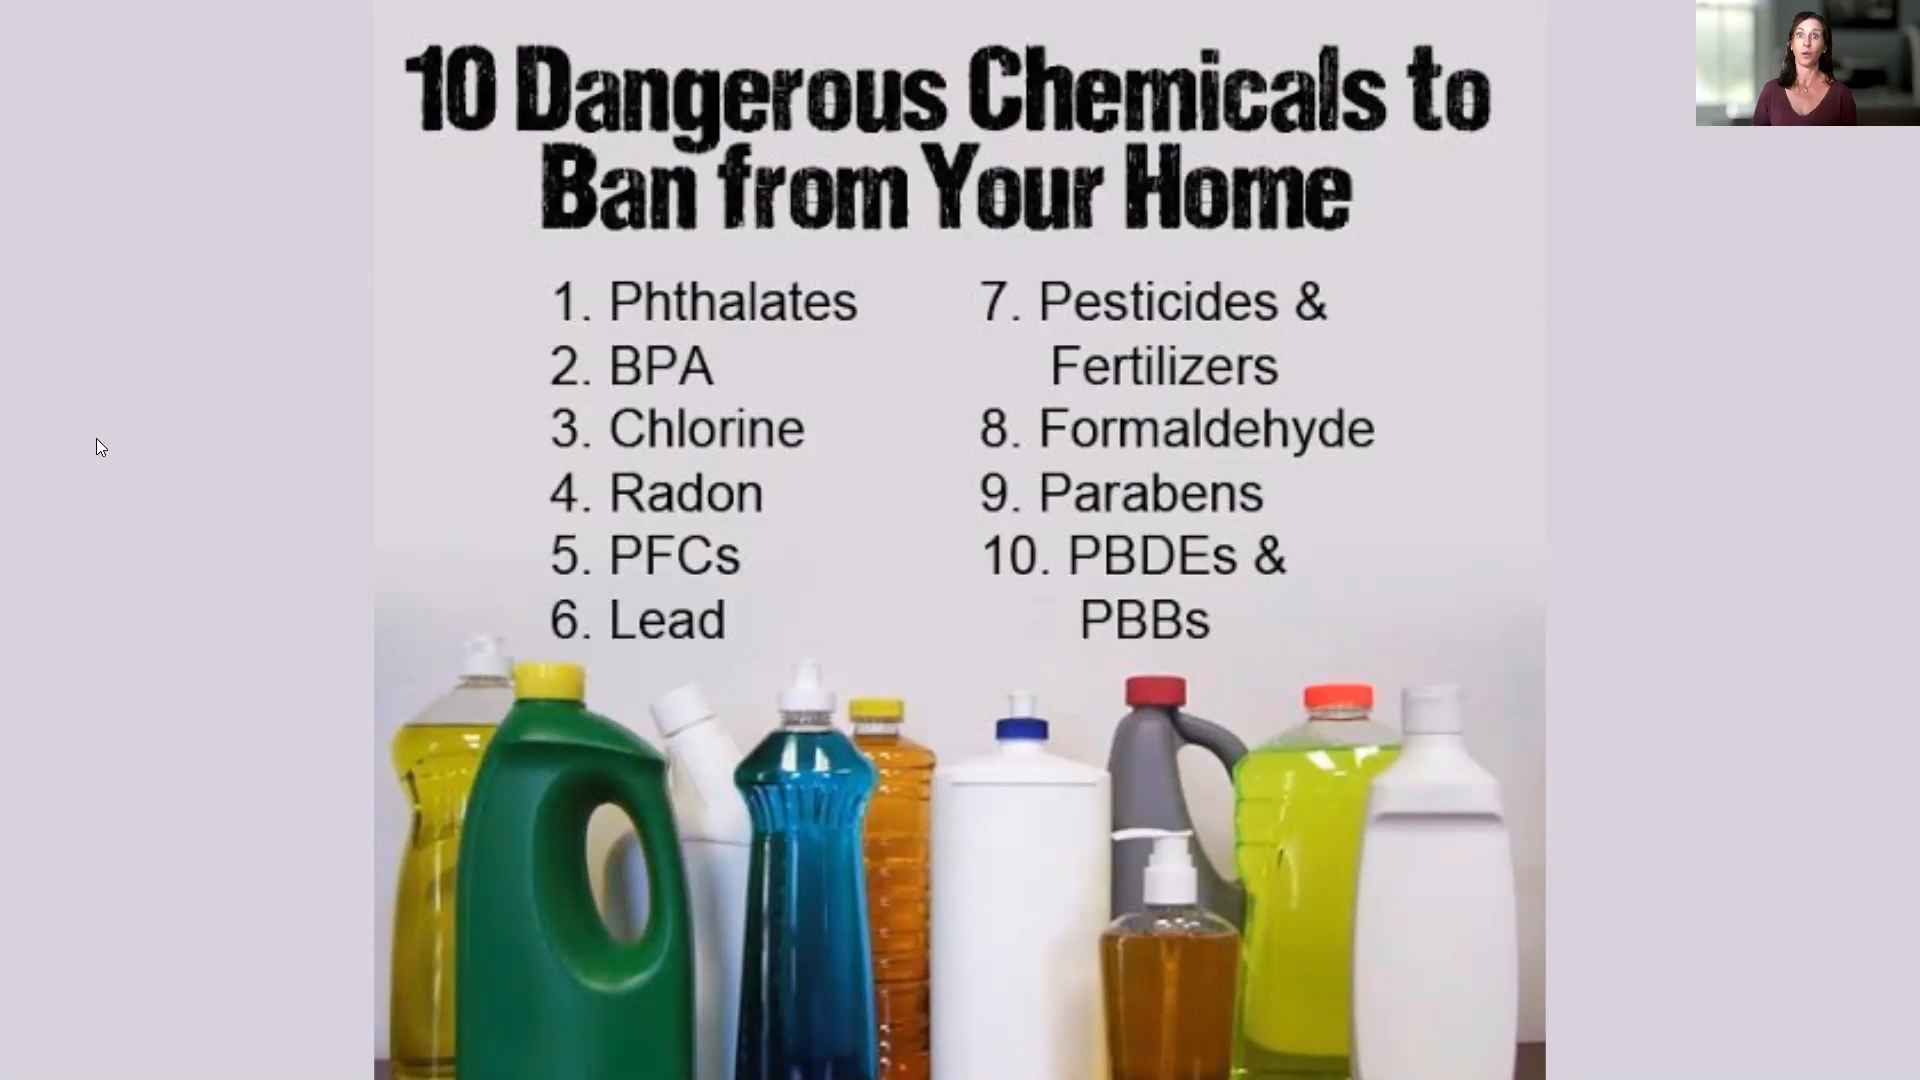 10 Dangerous Chemicals to
Ban from Your Home
1. Phthalates
2. BPA
3. Chlorine
4. Radon
5. PFCs
6. Lead
7. Pesticides &
Fertilizers
8. Formaldehyde
9. Parabens
10. PBDEs &
PBBs